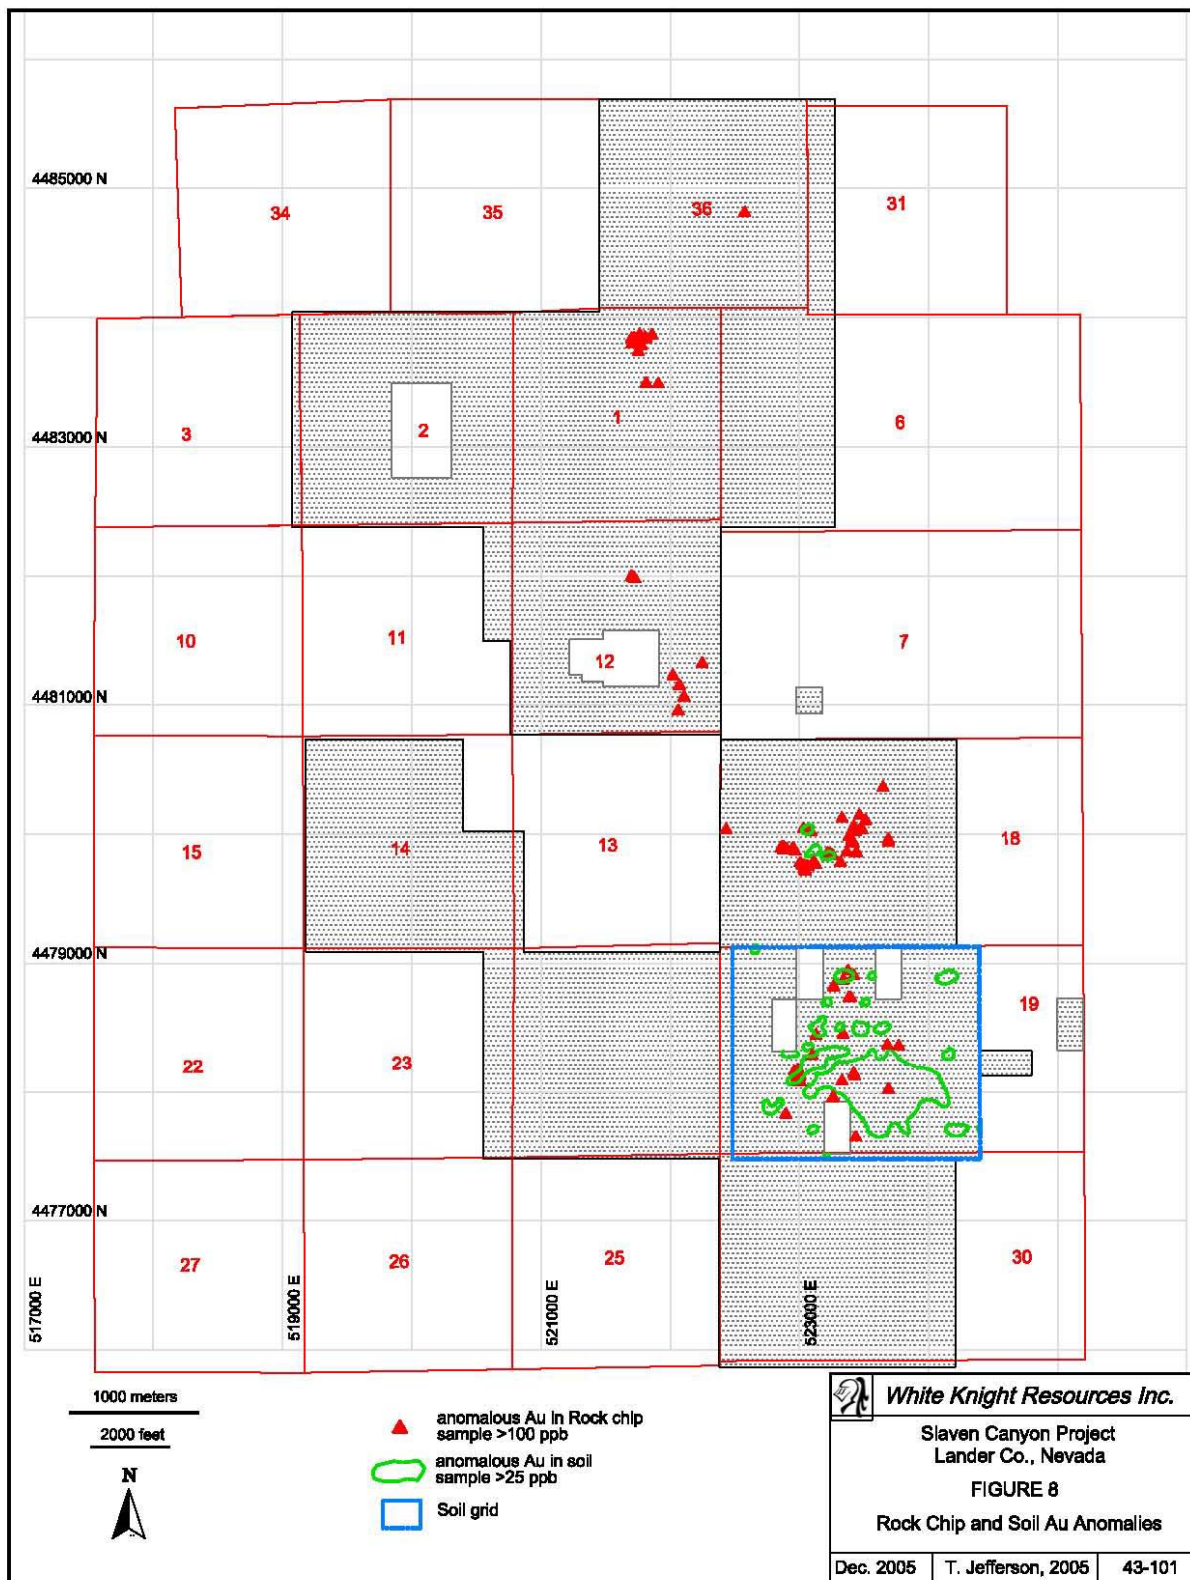 4485000 N
34
35
36
31
4483000 N
3
2
1
6
10
11
12
7
4481000 N
15
14
13
18
4479000 N
22
23
19
4477000 N
27
26
25
30
517000 E
519000 E
521000 E
523000 E
1000 meters
2000 feet
N
anomalous Au in Rock chip
sample >100 ppb
anomalous Au in soil
sample >25 ppb
Soil grid
White Knight Resources Inc.
Slaven Canyon Project
Lander Co., Nevada
FIGURE 8
Rock Chip and Soil Au Anomalies
Dec. 2005
T. Jefferson, 2005
43-101